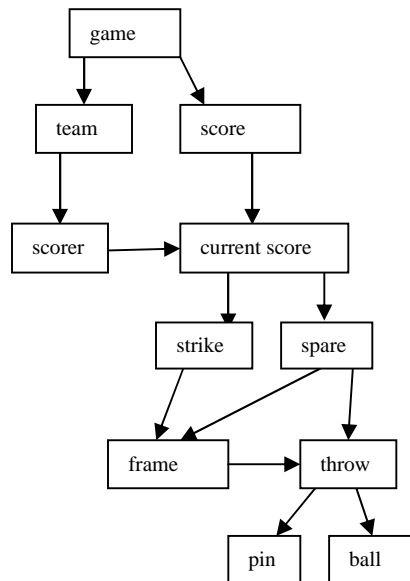 game
team
score
scorer
current score
strike
spare
frame
throw
pin
ball